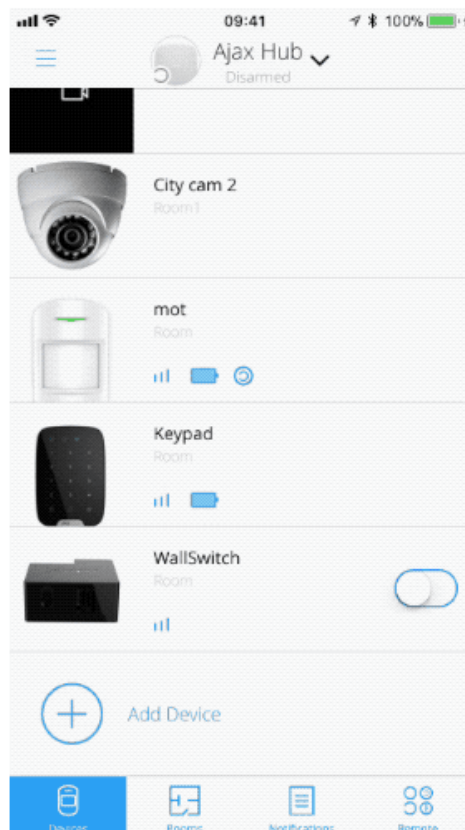 09:41
100%
Ajax Hub
Disarmed
City cam 2
Room1
mot
Room
Keypad
Room
WallSwitch
Room
Add Device
Devices
Rooms
Notifications
Remote